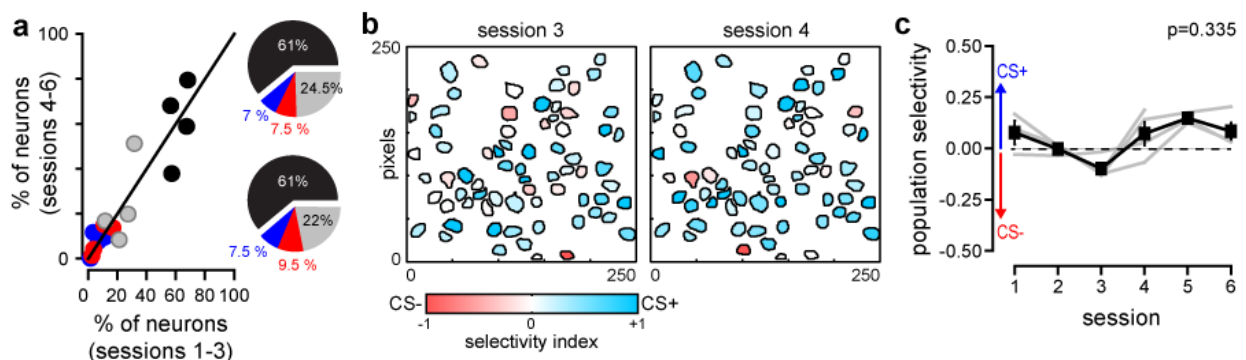 a
100
% of neurons
(sessions 4-6)
0
0 20 40 60 80 100
% of neurons
(sessions 1-3)
61%
24.5%
7 %
7.5 %
61%
22%
7.5 %
9.5 %
b
session 3
session 4
250
pixels
0
0 250
0 250
CS- CS+
-1 0 +1
selectivity index
c
p=0.335
population selectivity
0.50
0.25
0.00
-0.25
-0.50
CS+
CS-
1 2 3 4 5 6
session